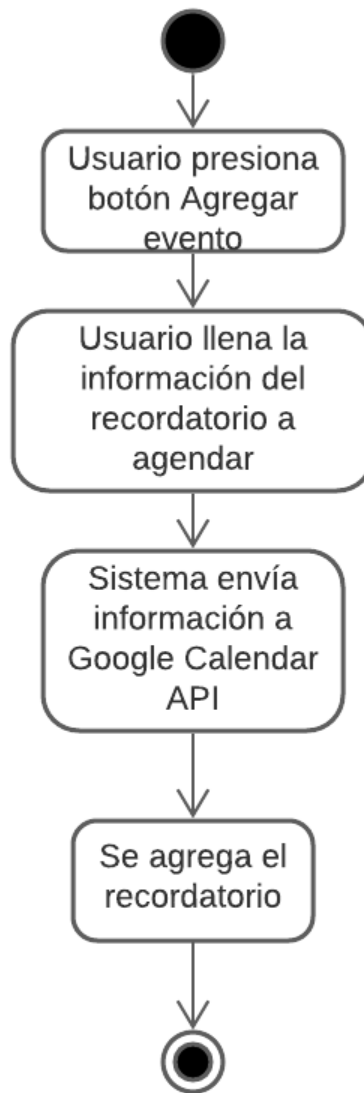 Usuario presiona
botón Agregar
evento
Usuario llena la
información del
recordatorio a
agendar
Sistema envía
información a
Google Calendar
API
Se agrega el
recordatorio